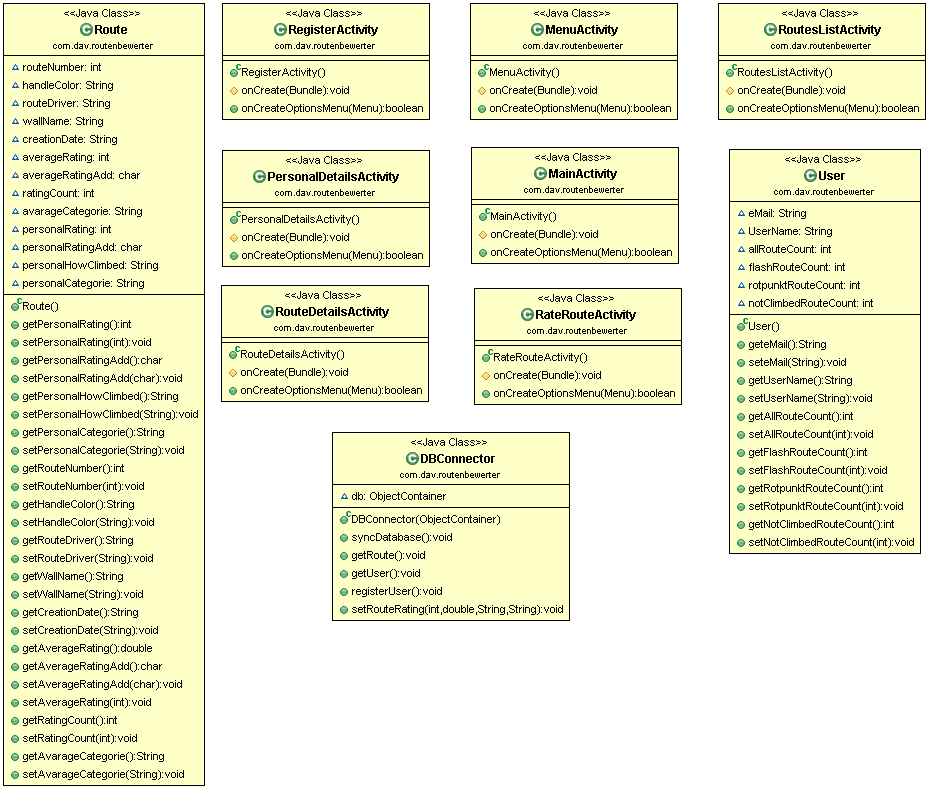 <<Java Class>>
Route
com.dav.routenbewerter
routeNumber: int
handleColor: String
routeDriver: String
wallName: String
creationDate: String
averageRating: int
averageRatingAdd: char
ratingCount: int
avarageCategorie: String
personalRating: int
personalRatingAdd: char
personalHowClimbed: String
personalCategorie: String
Route()
getPersonalRating():int
setPersonalRating(int):void
getPersonalRatingAdd():char
setPersonalRatingAdd(char):void
getPersonalHowClimbed():String
setPersonalHowClimbed(String):void
getPersonalCategorie():String
setPersonalCategorie(String):void
getRouteNumber():int
setRouteNumber(int):void
getHandleColor():String
setHandleColor(String):void
getRouteDriver():String
setRouteDriver(String):void
getWallName():String
setWallName(String):void
getCreationDate():String
setCreationDate(String):void
getAverageRating():double
getAverageRatingAdd():char
setAverageRatingAdd(char):void
setAverageRating(int):void
getRatingCount():int
setRatingCount(int):void
getAvarageCategorie():String
setAvarageCategorie(String):void
<<Java Class>>
RegisterActivity
com.dav.routenbewerter
RegisterActivity()
onCreate(Bundle):void
onCreateOptionsMenu(Menu):boolean
<<Java Class>>
MenuActivity
com.dav.routenbewerter
MenuActivity()
onCreate(Bundle):void
onCreateOptionsMenu(Menu):boolean
<<Java Class>>
RoutesListActivity
com.dav.routenbewerter
RoutesListActivity()
onCreate(Bundle):void
onCreateOptionsMenu(Menu):boolean
<<Java Class>>
PersonalDetailsActivity
com.dav.routenbewerter
PersonalDetailsActivity()
onCreate(Bundle):void
onCreateOptionsMenu(Menu):boolean
<<Java Class>>
MainActivity
com.dav.routenbewerter
MainActivity()
onCreate(Bundle):void
onCreateOptionsMenu(Menu):boolean
<<Java Class>>
User
com.dav.routenbewerter
eMail: String
UserName: String
allRouteCount: int
flashRouteCount: int
rotpunktRouteCount: int
notClimbedRouteCount: int
User()
geteMail():String
seteMail(String):void
getUserName():String
setUserName(String):void
getAllRouteCount():int
setAllRouteCount(int):void
getFlashRouteCount():int
setFlashRouteCount(int):void
getRotpunktRouteCount():int
setRotpunktRouteCount(int):void
getNotClimbedRouteCount():int
setNotClimbedRouteCount(int):void
<<Java Class>>
RouteDetailsActivity
com.dav.routenbewerter
RouteDetailsActivity()
onCreate(Bundle):void
onCreateOptionsMenu(Menu):boolean
<<Java Class>>
RateRouteActivity
com.dav.routenbewerter
RateRouteActivity()
onCreate(Bundle):void
onCreateOptionsMenu(Menu):boolean
<<Java Class>>
DBConnector
com.dav.routenbewerter
db: ObjectContainer
DBConnector(ObjectContainer)
syncDatabase():void
getRoute():void
getUser():void
registerUser():void
setRouteRating(int,double,String,String):void